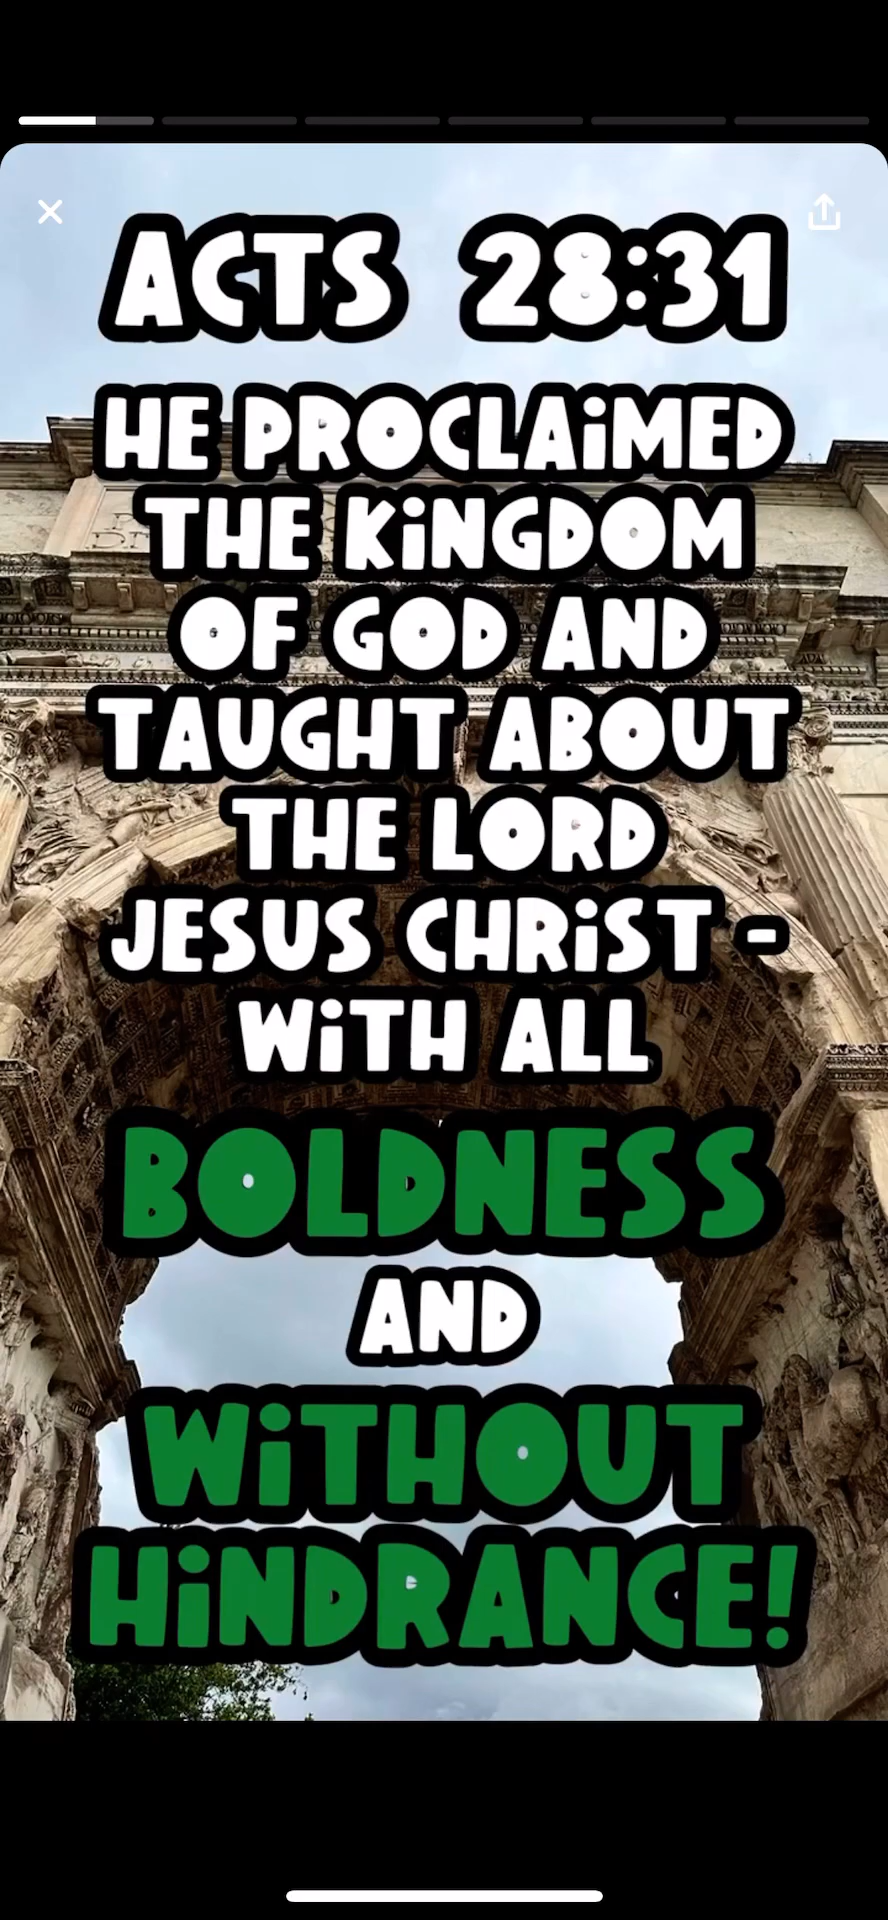 ACTS 28:31
HE PROCLAiMED
THE KiNGDOM
OF GOD AND
TAUGHT ABOUT
THE LORD
JESUS CHRiST -
WiTH ALL
BOLDNESS
AND
WiTHOUT
HiNDRANCE!